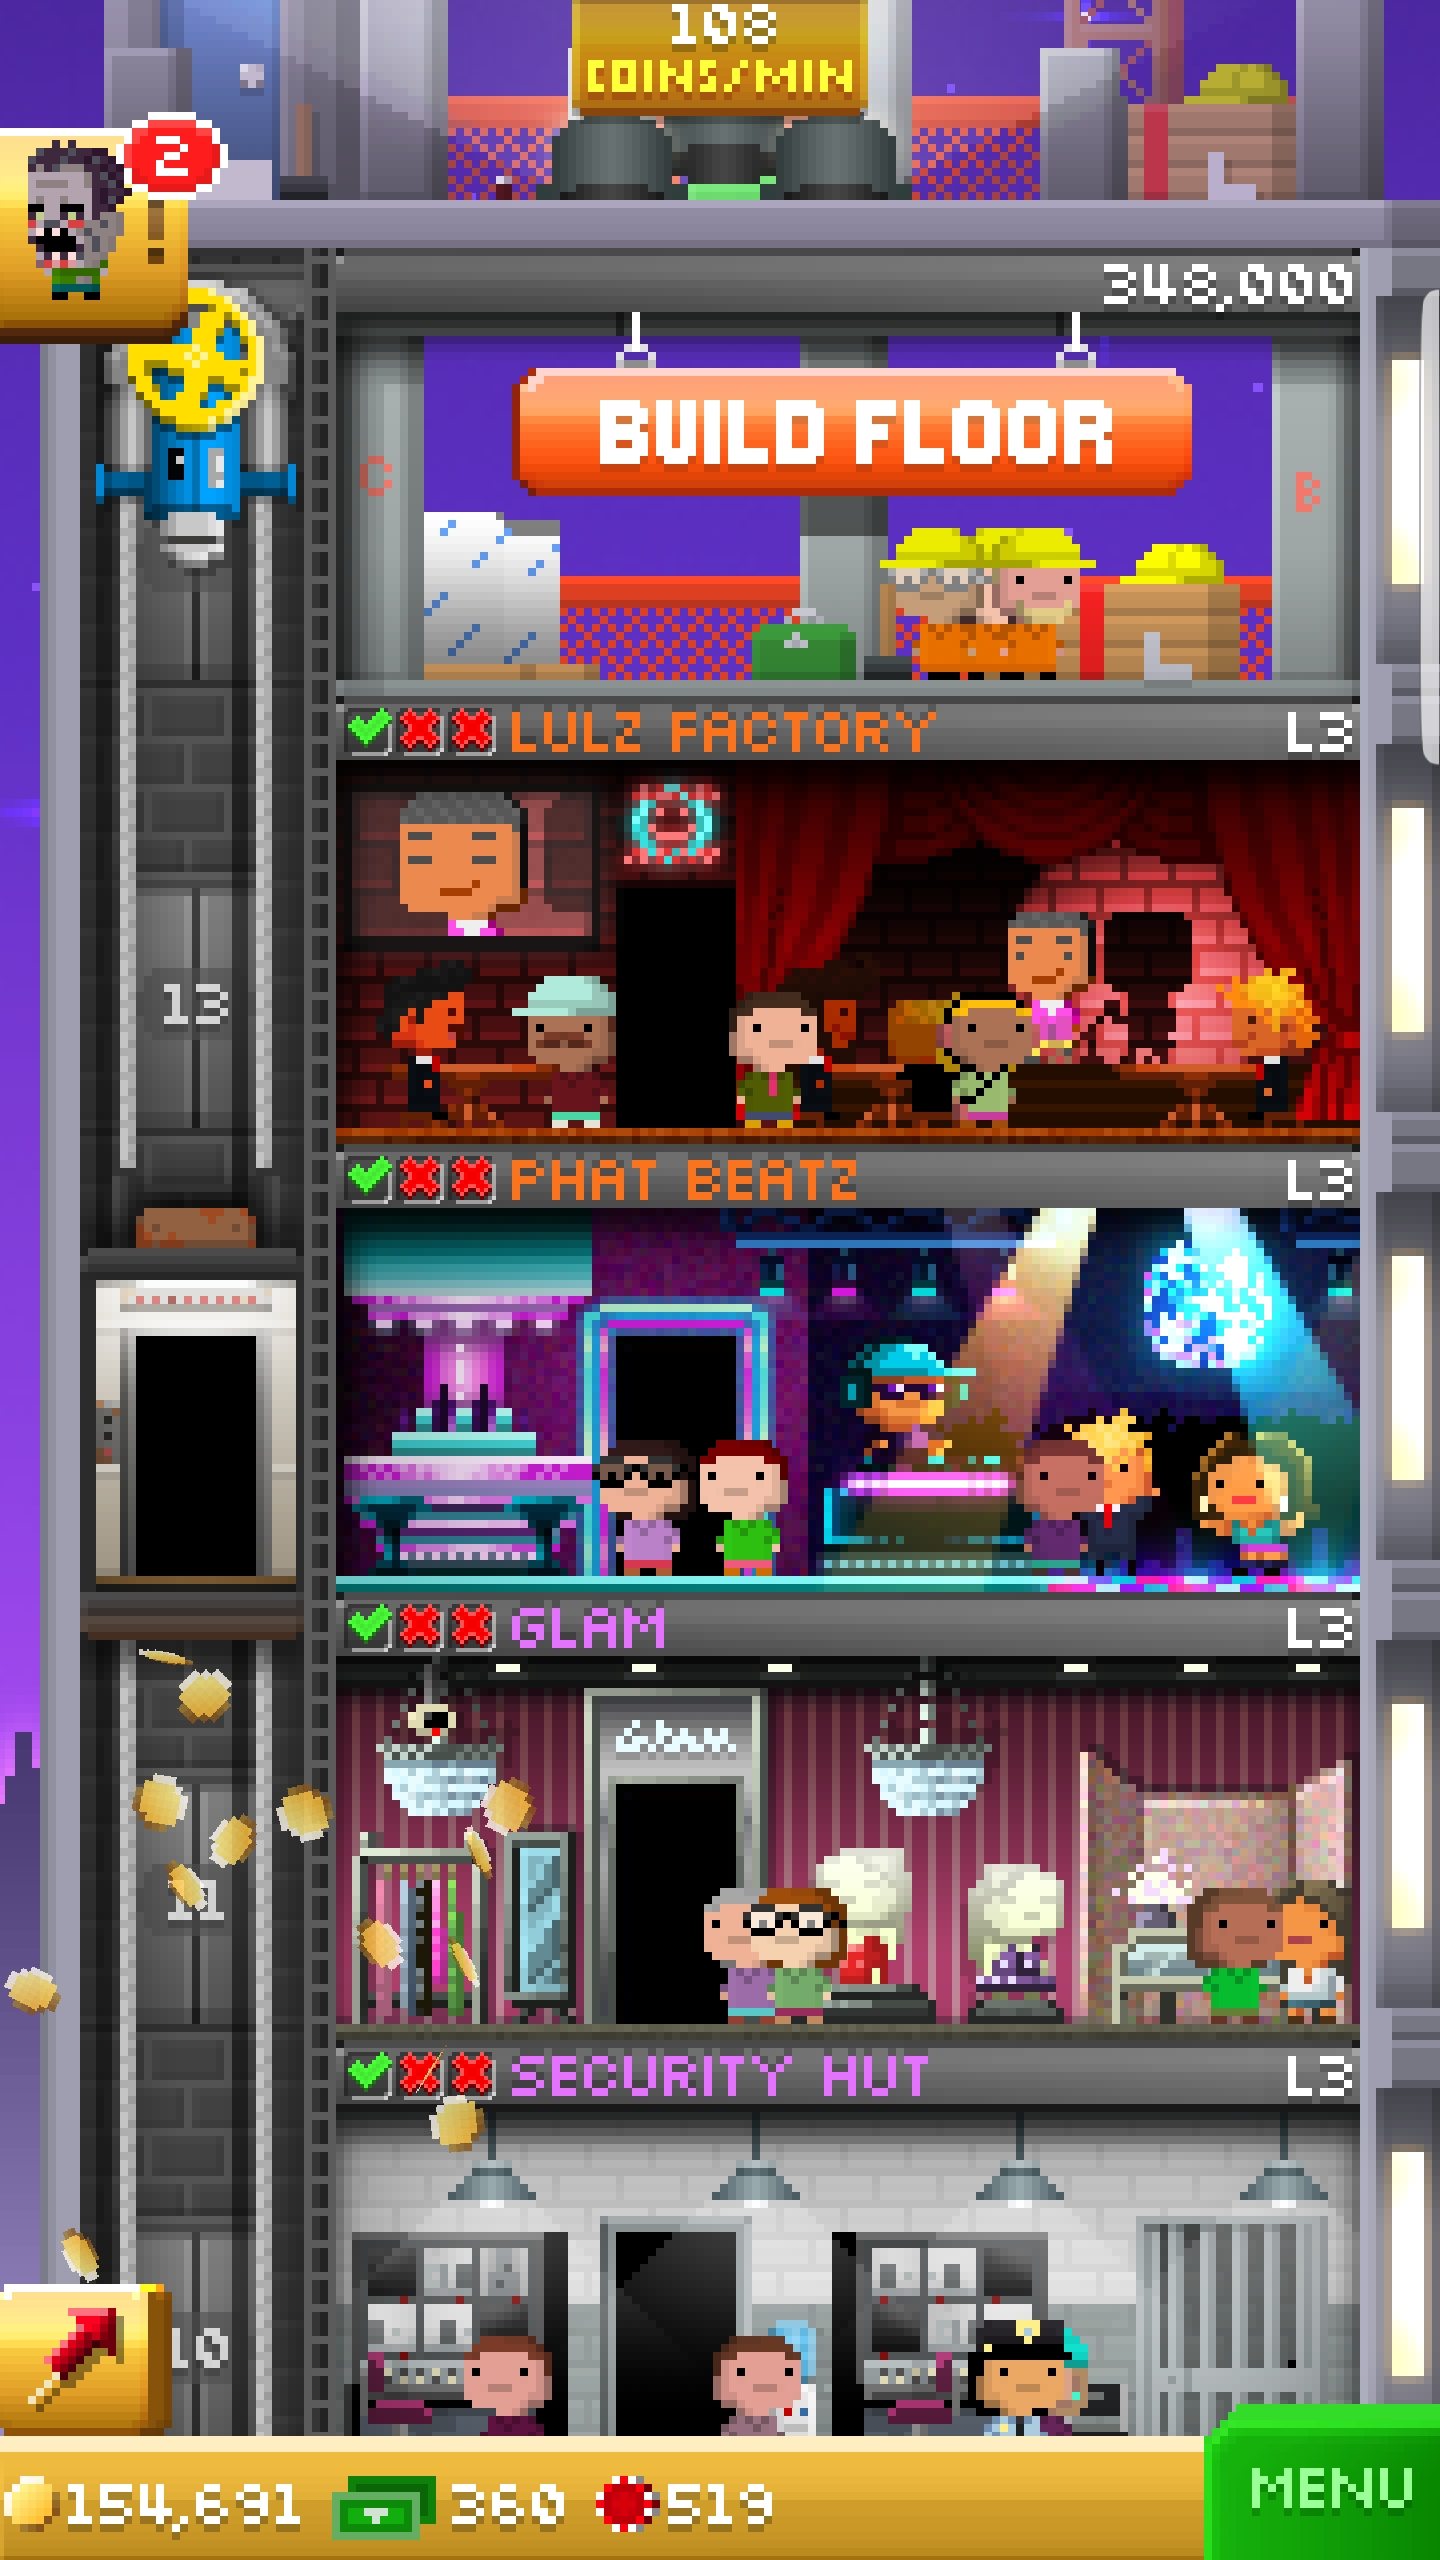 108
COINS/MIN
2
!
348,000
BUILD FLOOR
C
B
LULZ FACTORY L3
13
PHAT BEATZ L3
GLAM L3
Glam
11
SECURITY HUT L3
10
154,691 360 519
MENU